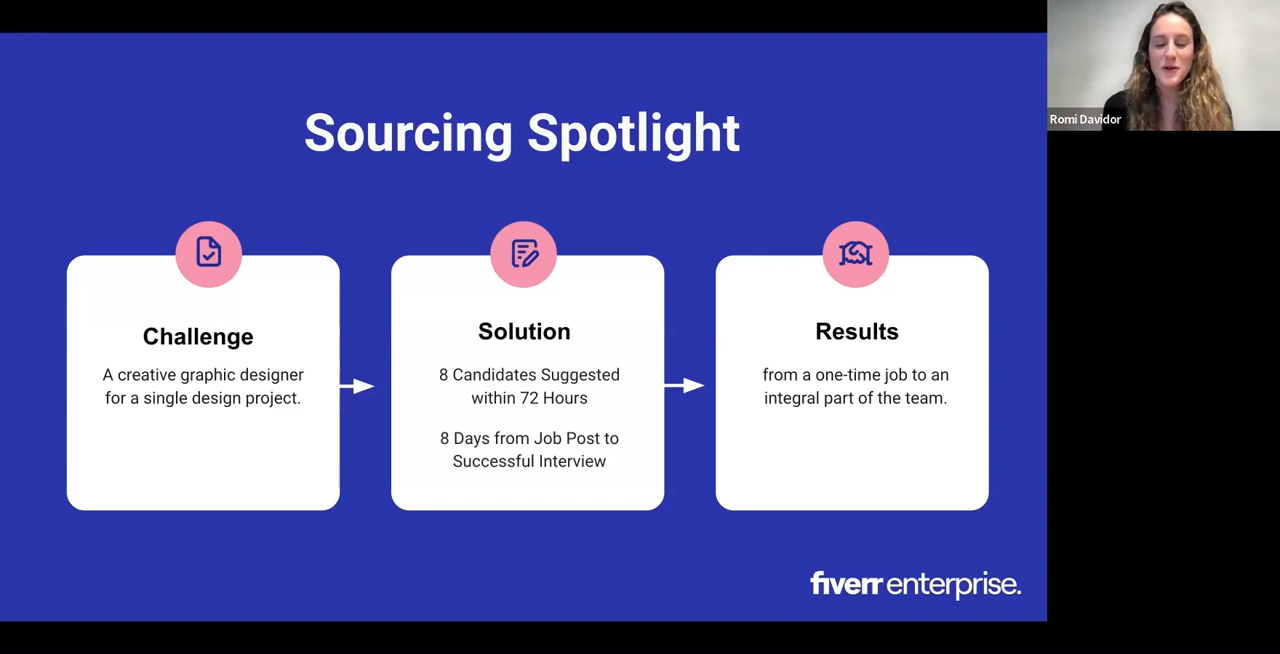 Sourcing Spotlight
Challenge
A creative graphic designer
for a single design project.
Solution
8 Candidates Suggested
within 72 Hours
8 Days from Job Post to
Successful Interview
Results
from a one-time job to an
integral part of the team.
fiverr enterprise.
Romi Davidor